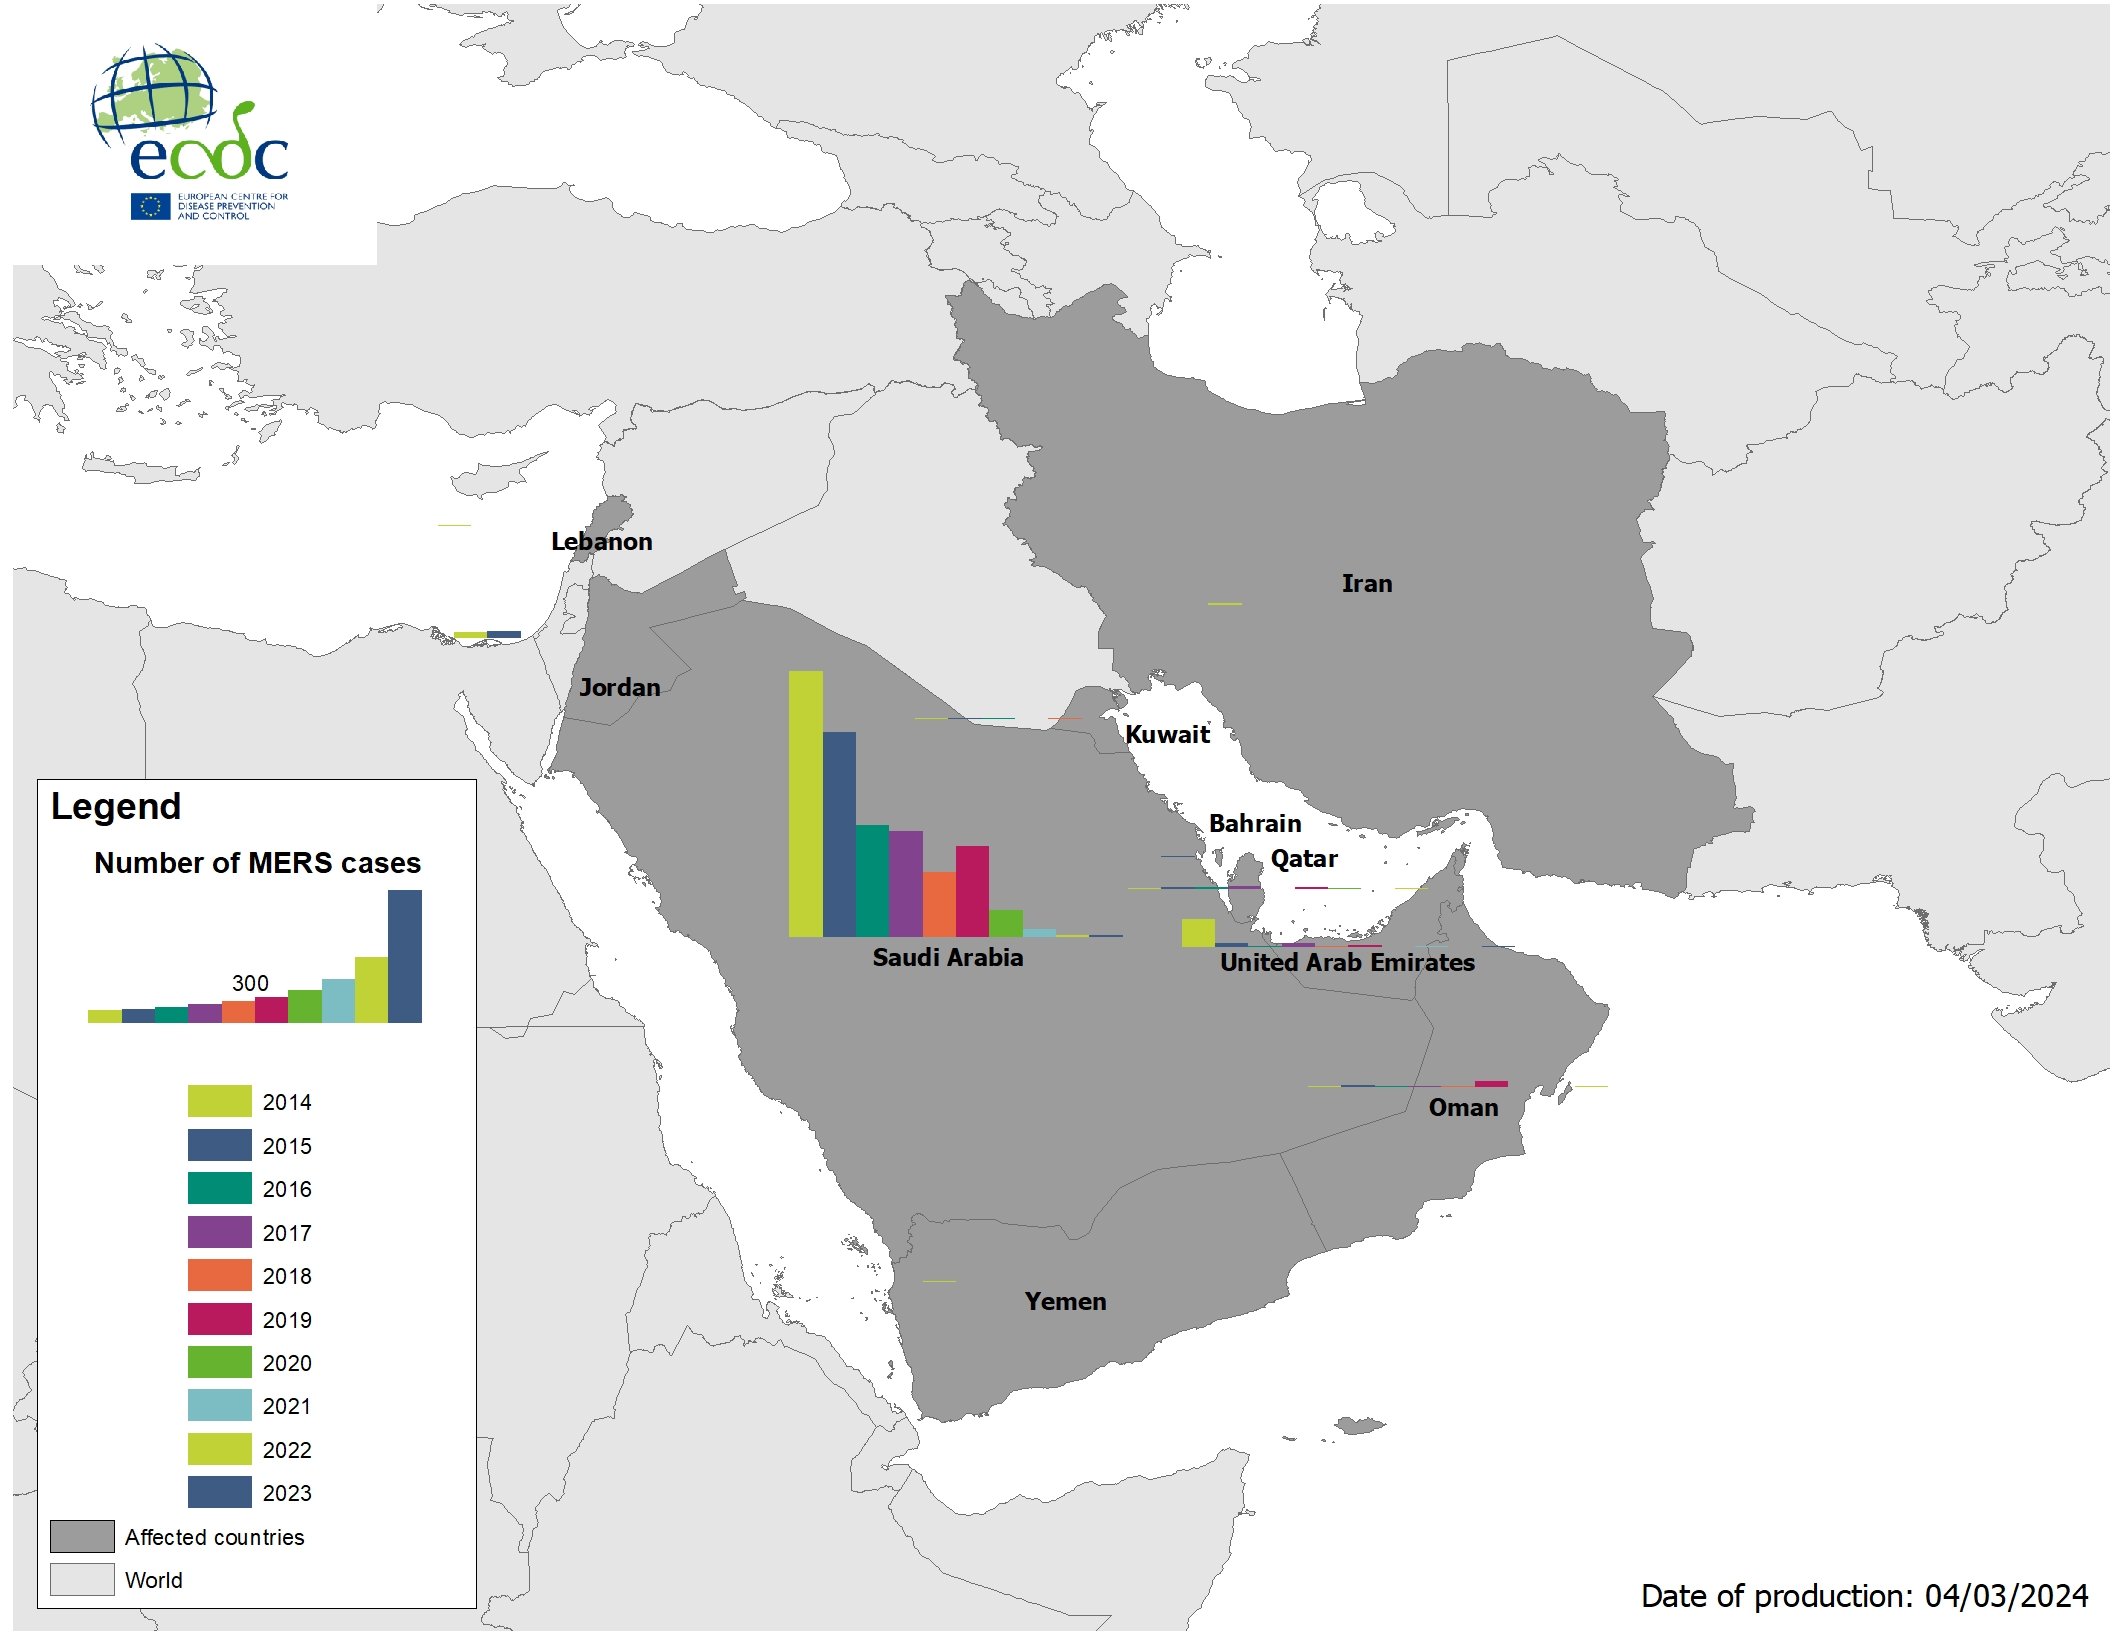 ecdc
EUROPEAN CENTRE FOR
DISEASE PREVENTION
AND CONTROL
Lebanon
Iran
Jordan
Kuwait
Bahrain
Qatar
Saudi Arabia
United Arab Emirates
Oman
Yemen
Legend
Number of MERS cases
300
2014
2015
2016
2017
2018
2019
2020
2021
2022
2023
Affected countries
World
Date of production: 04/03/2024